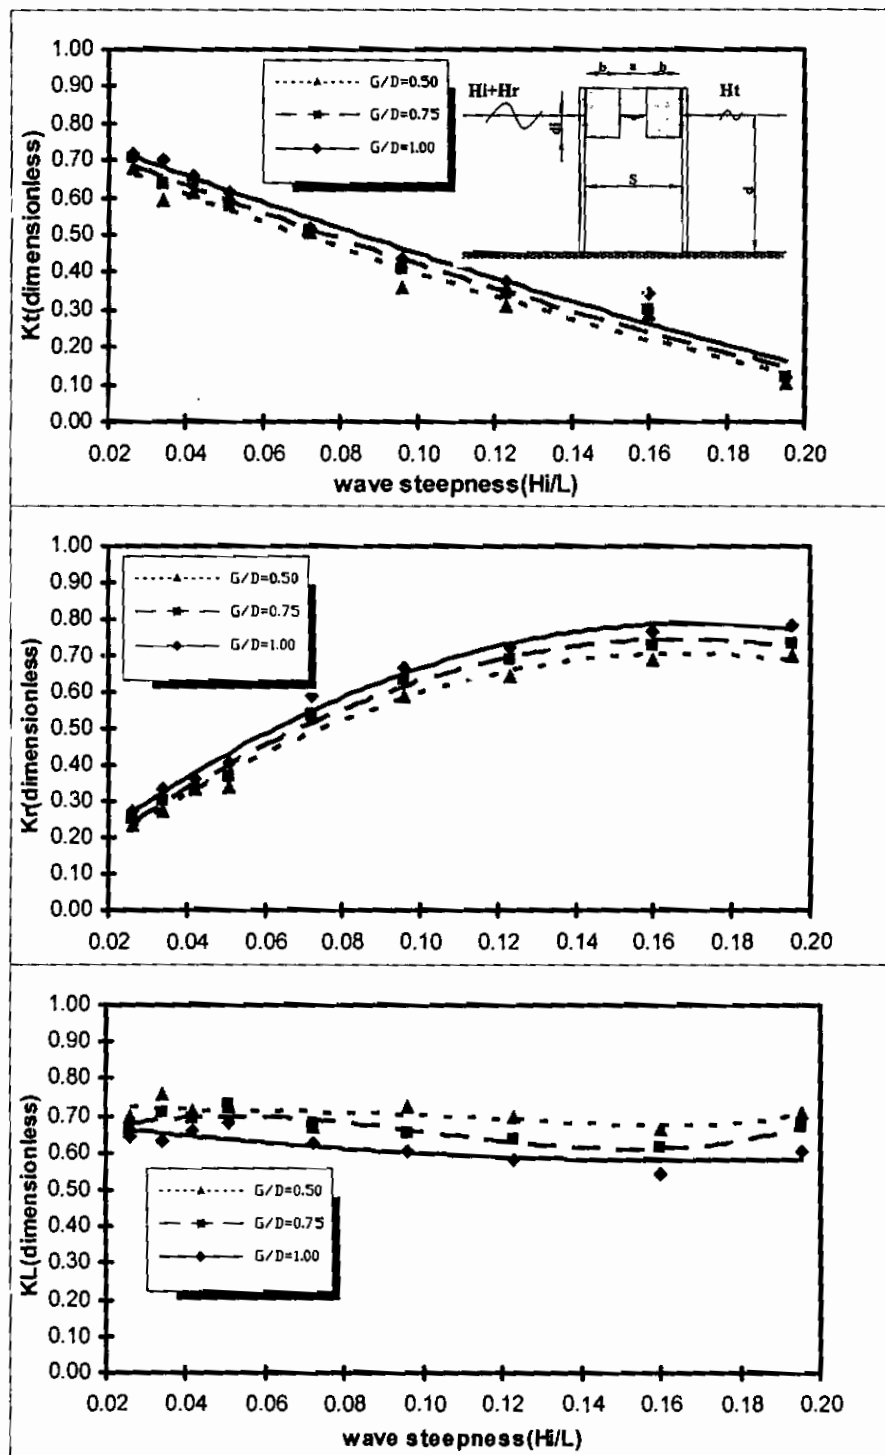 1.00
0.90
0.80
0.70
0.60
0.50
0.40
0.30
0.20
0.10
0.00
Kt(dimensionless)
G/D=0.50
G/D=0.75
G/D=1.00
Hi+Hr
Ht
b
a
b
di
S
d
0.02 0.04 0.06 0.08 0.10 0.12 0.14 0.16 0.18 0.20
wave steepness(Hi/L)
1.00
0.90
0.80
0.70
0.60
0.50
0.40
0.30
0.20
0.10
0.00
Kr(dimensionless)
G/D=0.50
G/D=0.75
G/D=1.00
0.02 0.04 0.06 0.08 0.10 0.12 0.14 0.16 0.18 0.20
1.00
0.90
0.80
0.70
0.60
0.50
0.40
0.30
0.20
0.10
0.00
KL(dimensionless)
G/D=0.50
G/D=0.75
G/D=1.00
0.02 0.04 0.06 0.08 0.10 0.12 0.14 0.16 0.18 0.20
wave steepness(Hi/L)